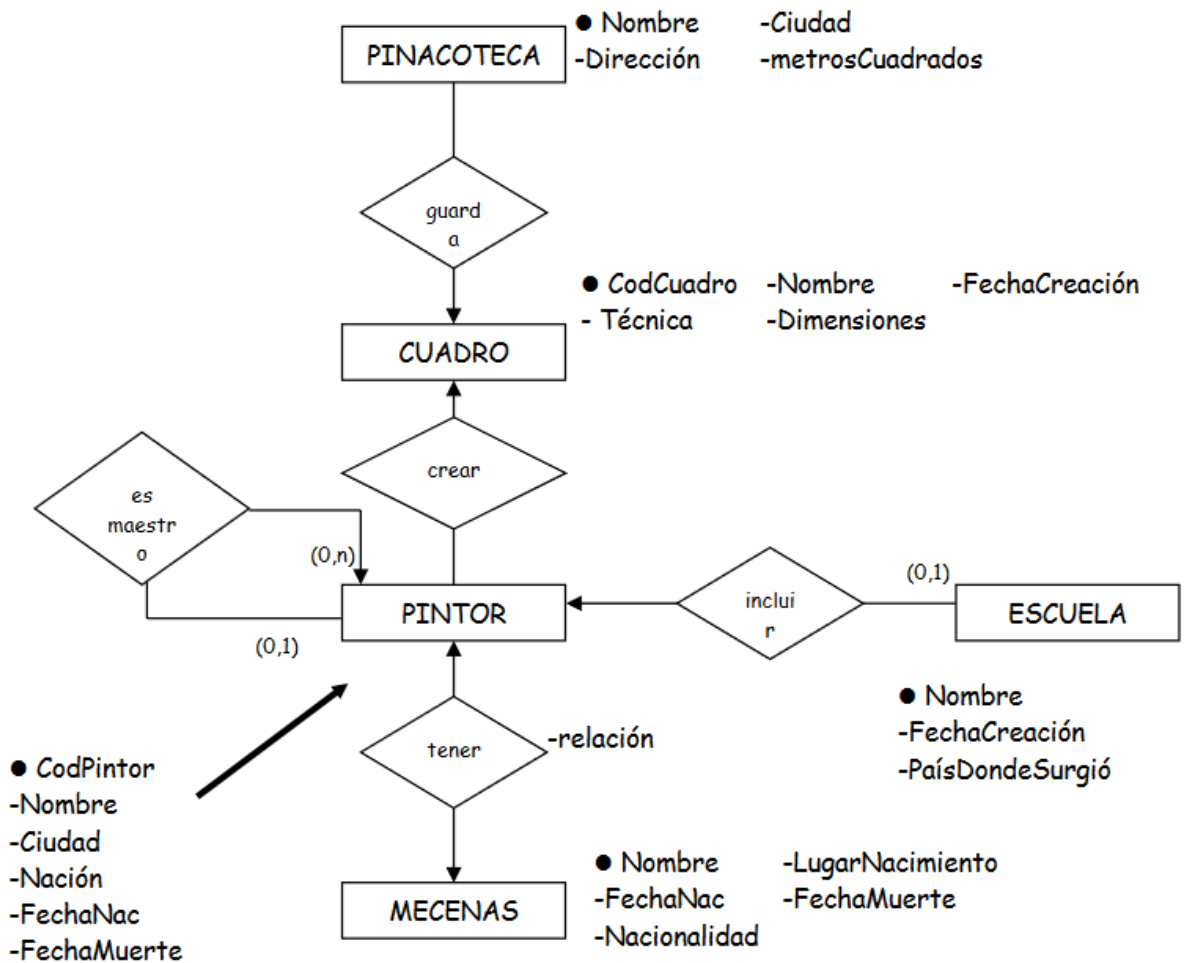 ● Nombre -Ciudad
PINACOTECA
-Dirección -metrosCuadrados
guard
a
● CodCuadro -Nombre -FechaCreación
- Técnica -Dimensiones
CUADRO
crear
es
maestr
o
(0,n)
(0,1)
PINTOR
inclui
r
(0,1)
ESCUELA
● Nombre
-FechaCreación
-PaísDondeSurgió
tener
-relación
● CodPintor
-Nombre
-Ciudad
-Nación
-FechaNac
-FechaMuerte
MECENAS
● Nombre -LugarNacimiento
-FechaNac -FechaMuerte
-Nacionalidad